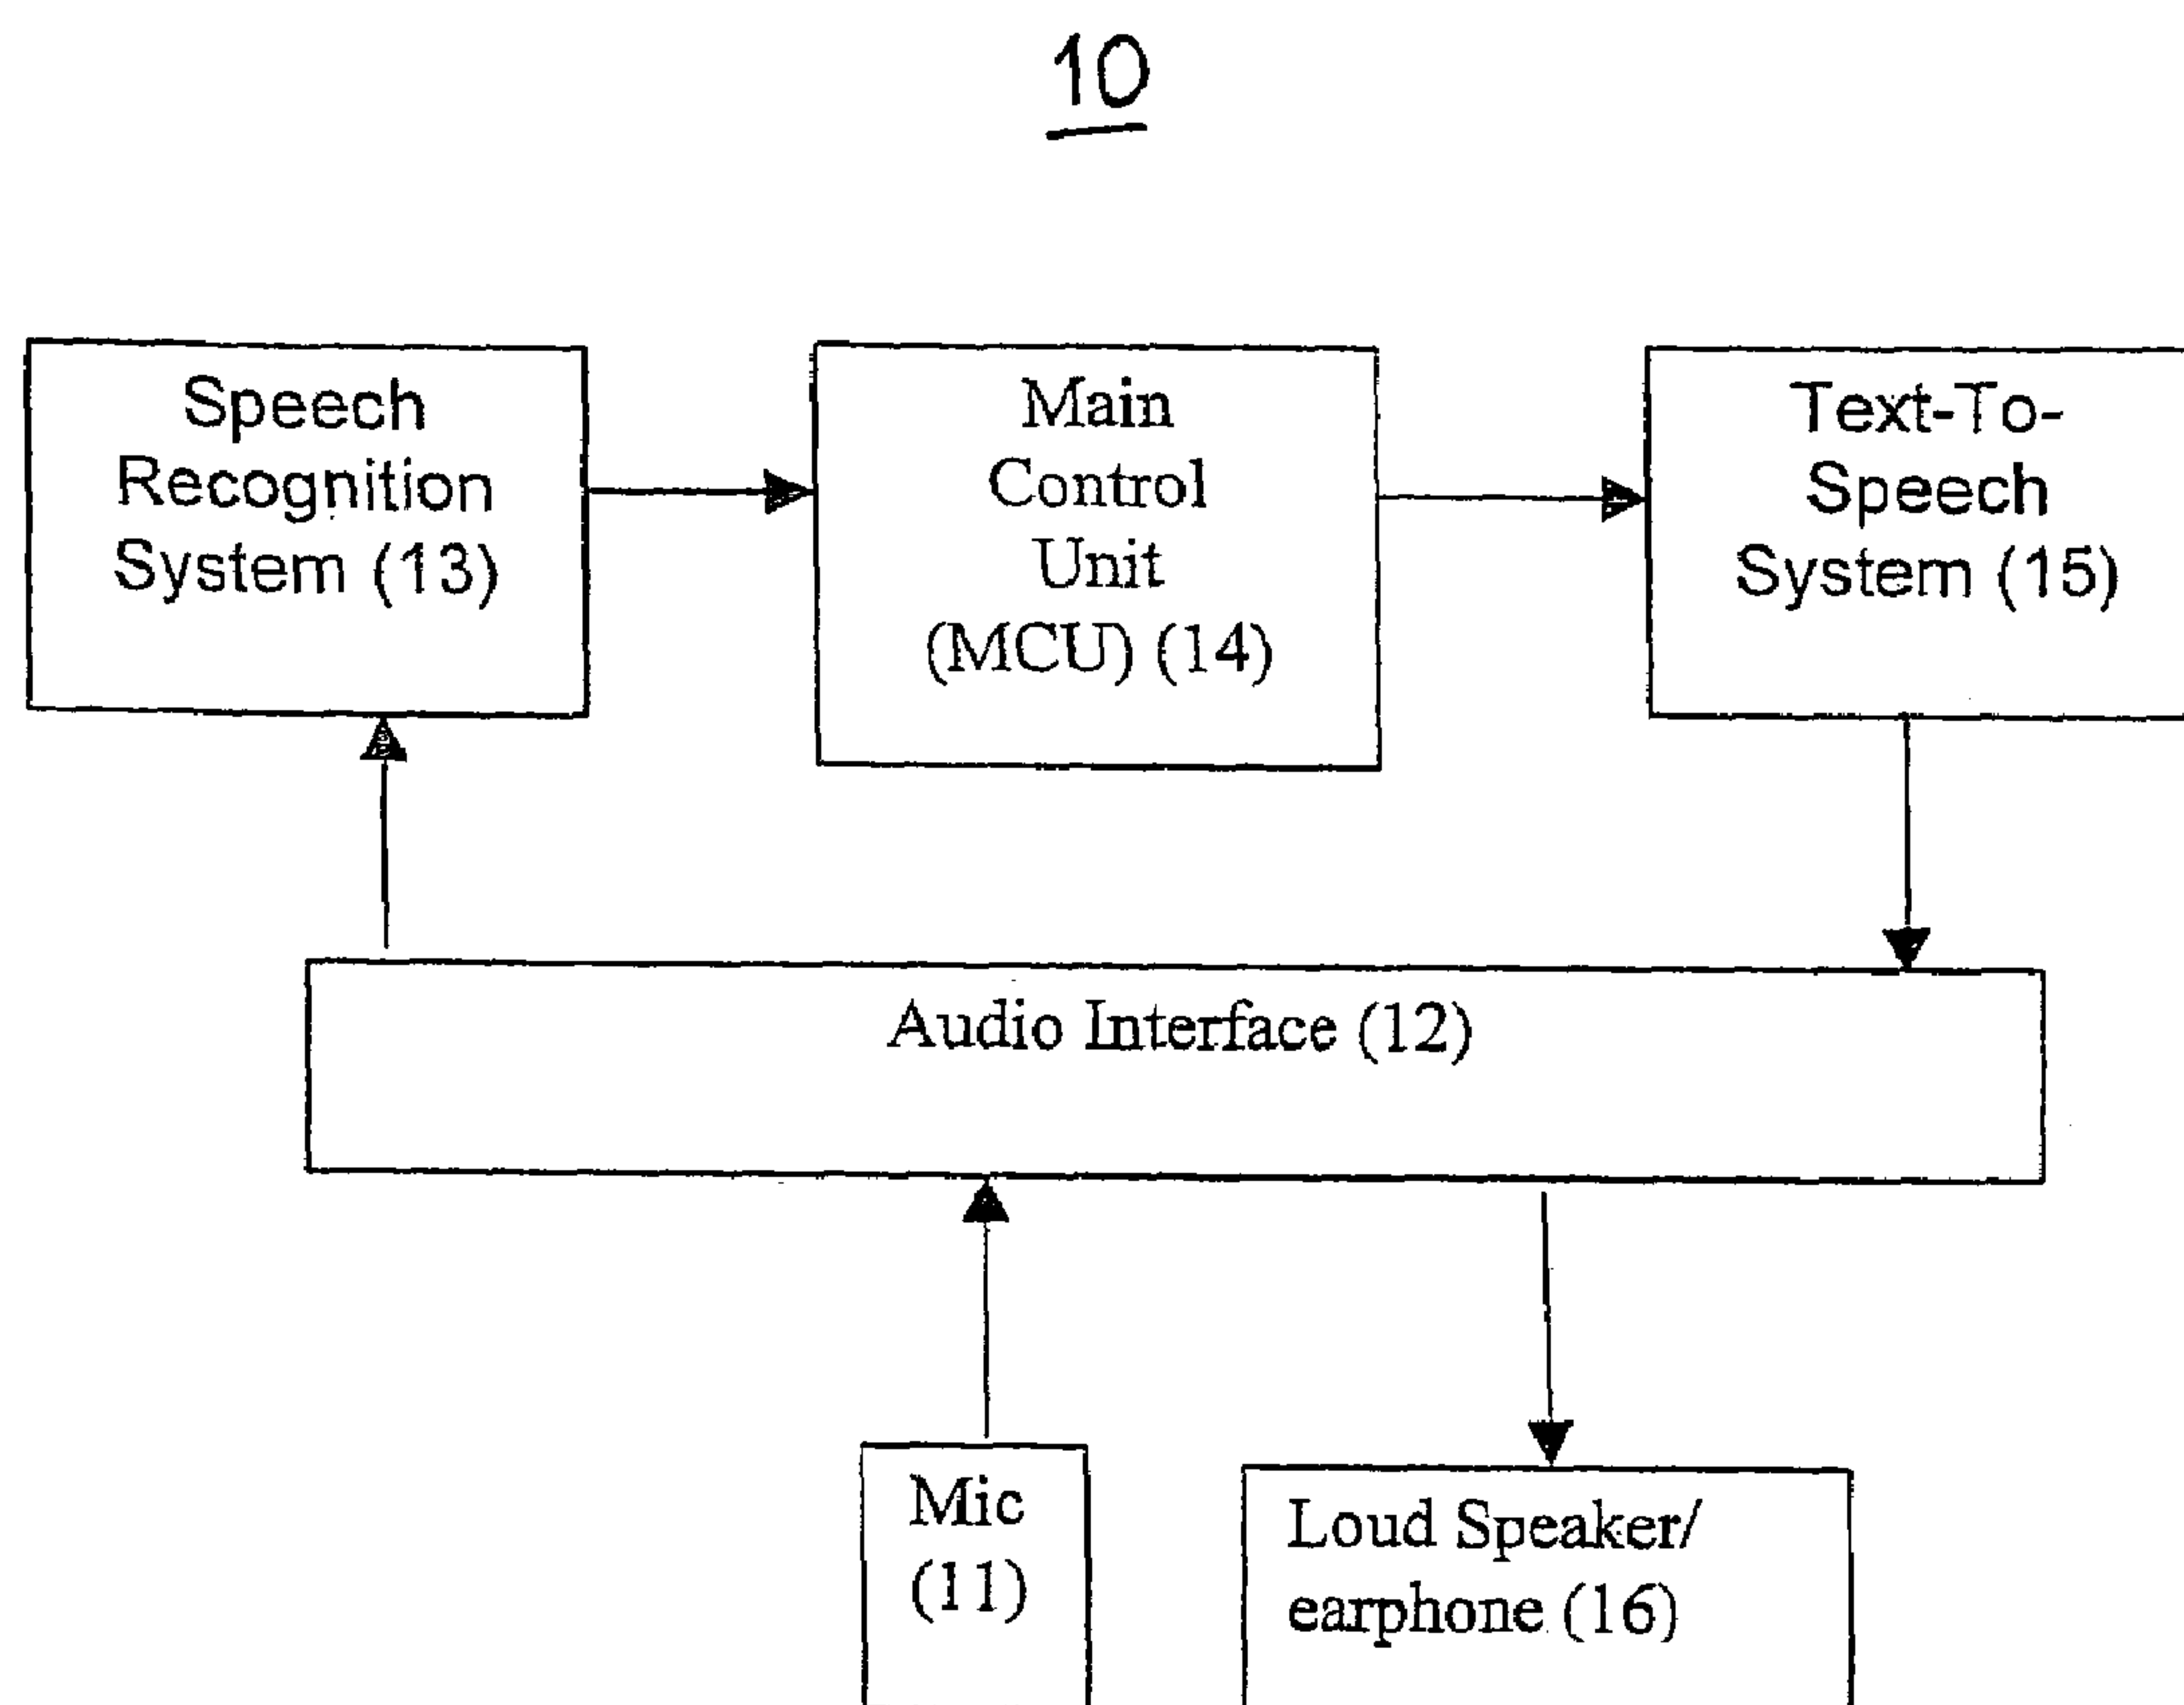 10
Speech
Recognition
System (13)
Main
Control
Unit
(MCU) (14)
Text-To-
Speech
System (15)
Audio Interface (12)
Mic
(11)
Loud Speaker/
earphone (16)